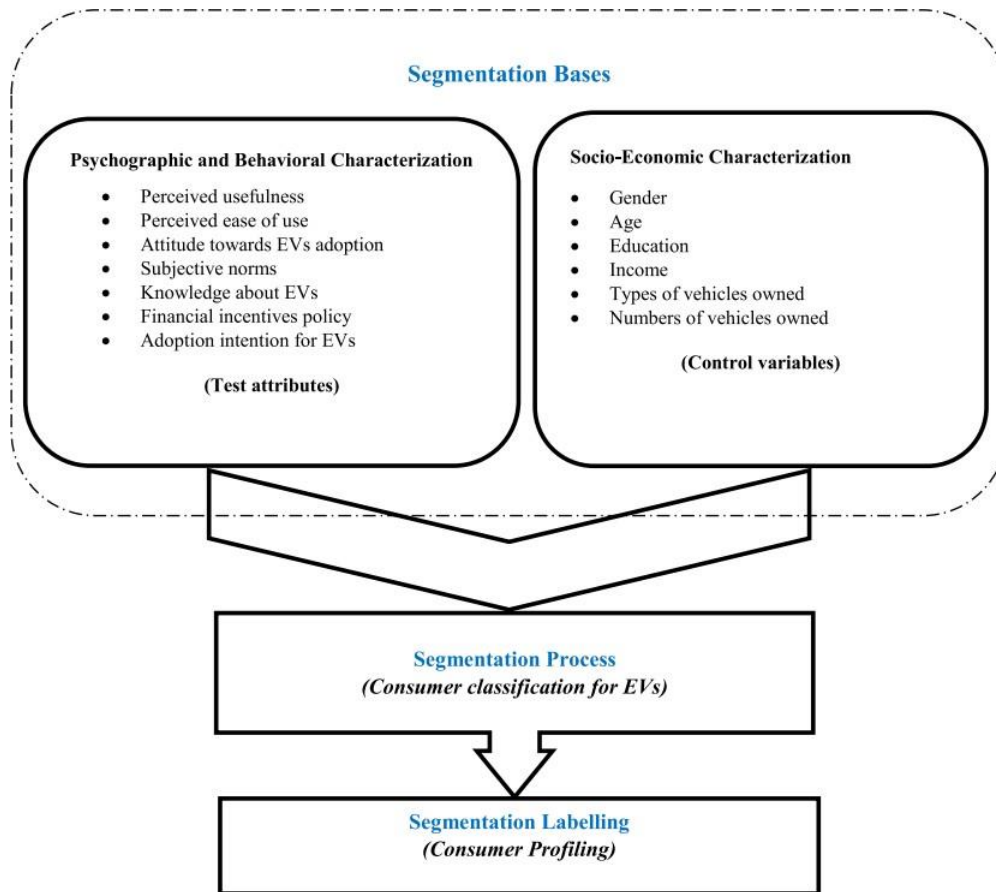 Segmentation Bases
Psychographic and Behavioral Characterization
• Perceived usefulness
• Perceived ease of use
• Attitude towards EVs adoption
• Subjective norms
• Knowledge about EVs
• Financial incentives policy
• Adoption intention for EVs
(Test attributes)
Socio-Economic Characterization
• Gender
• Age
• Education
• Income
• Types of vehicles owned
• Numbers of vehicles owned
(Control variables)
Segmentation Process
(Consumer classification for EVs)
Segmentation Labelling
(Consumer Profiling)